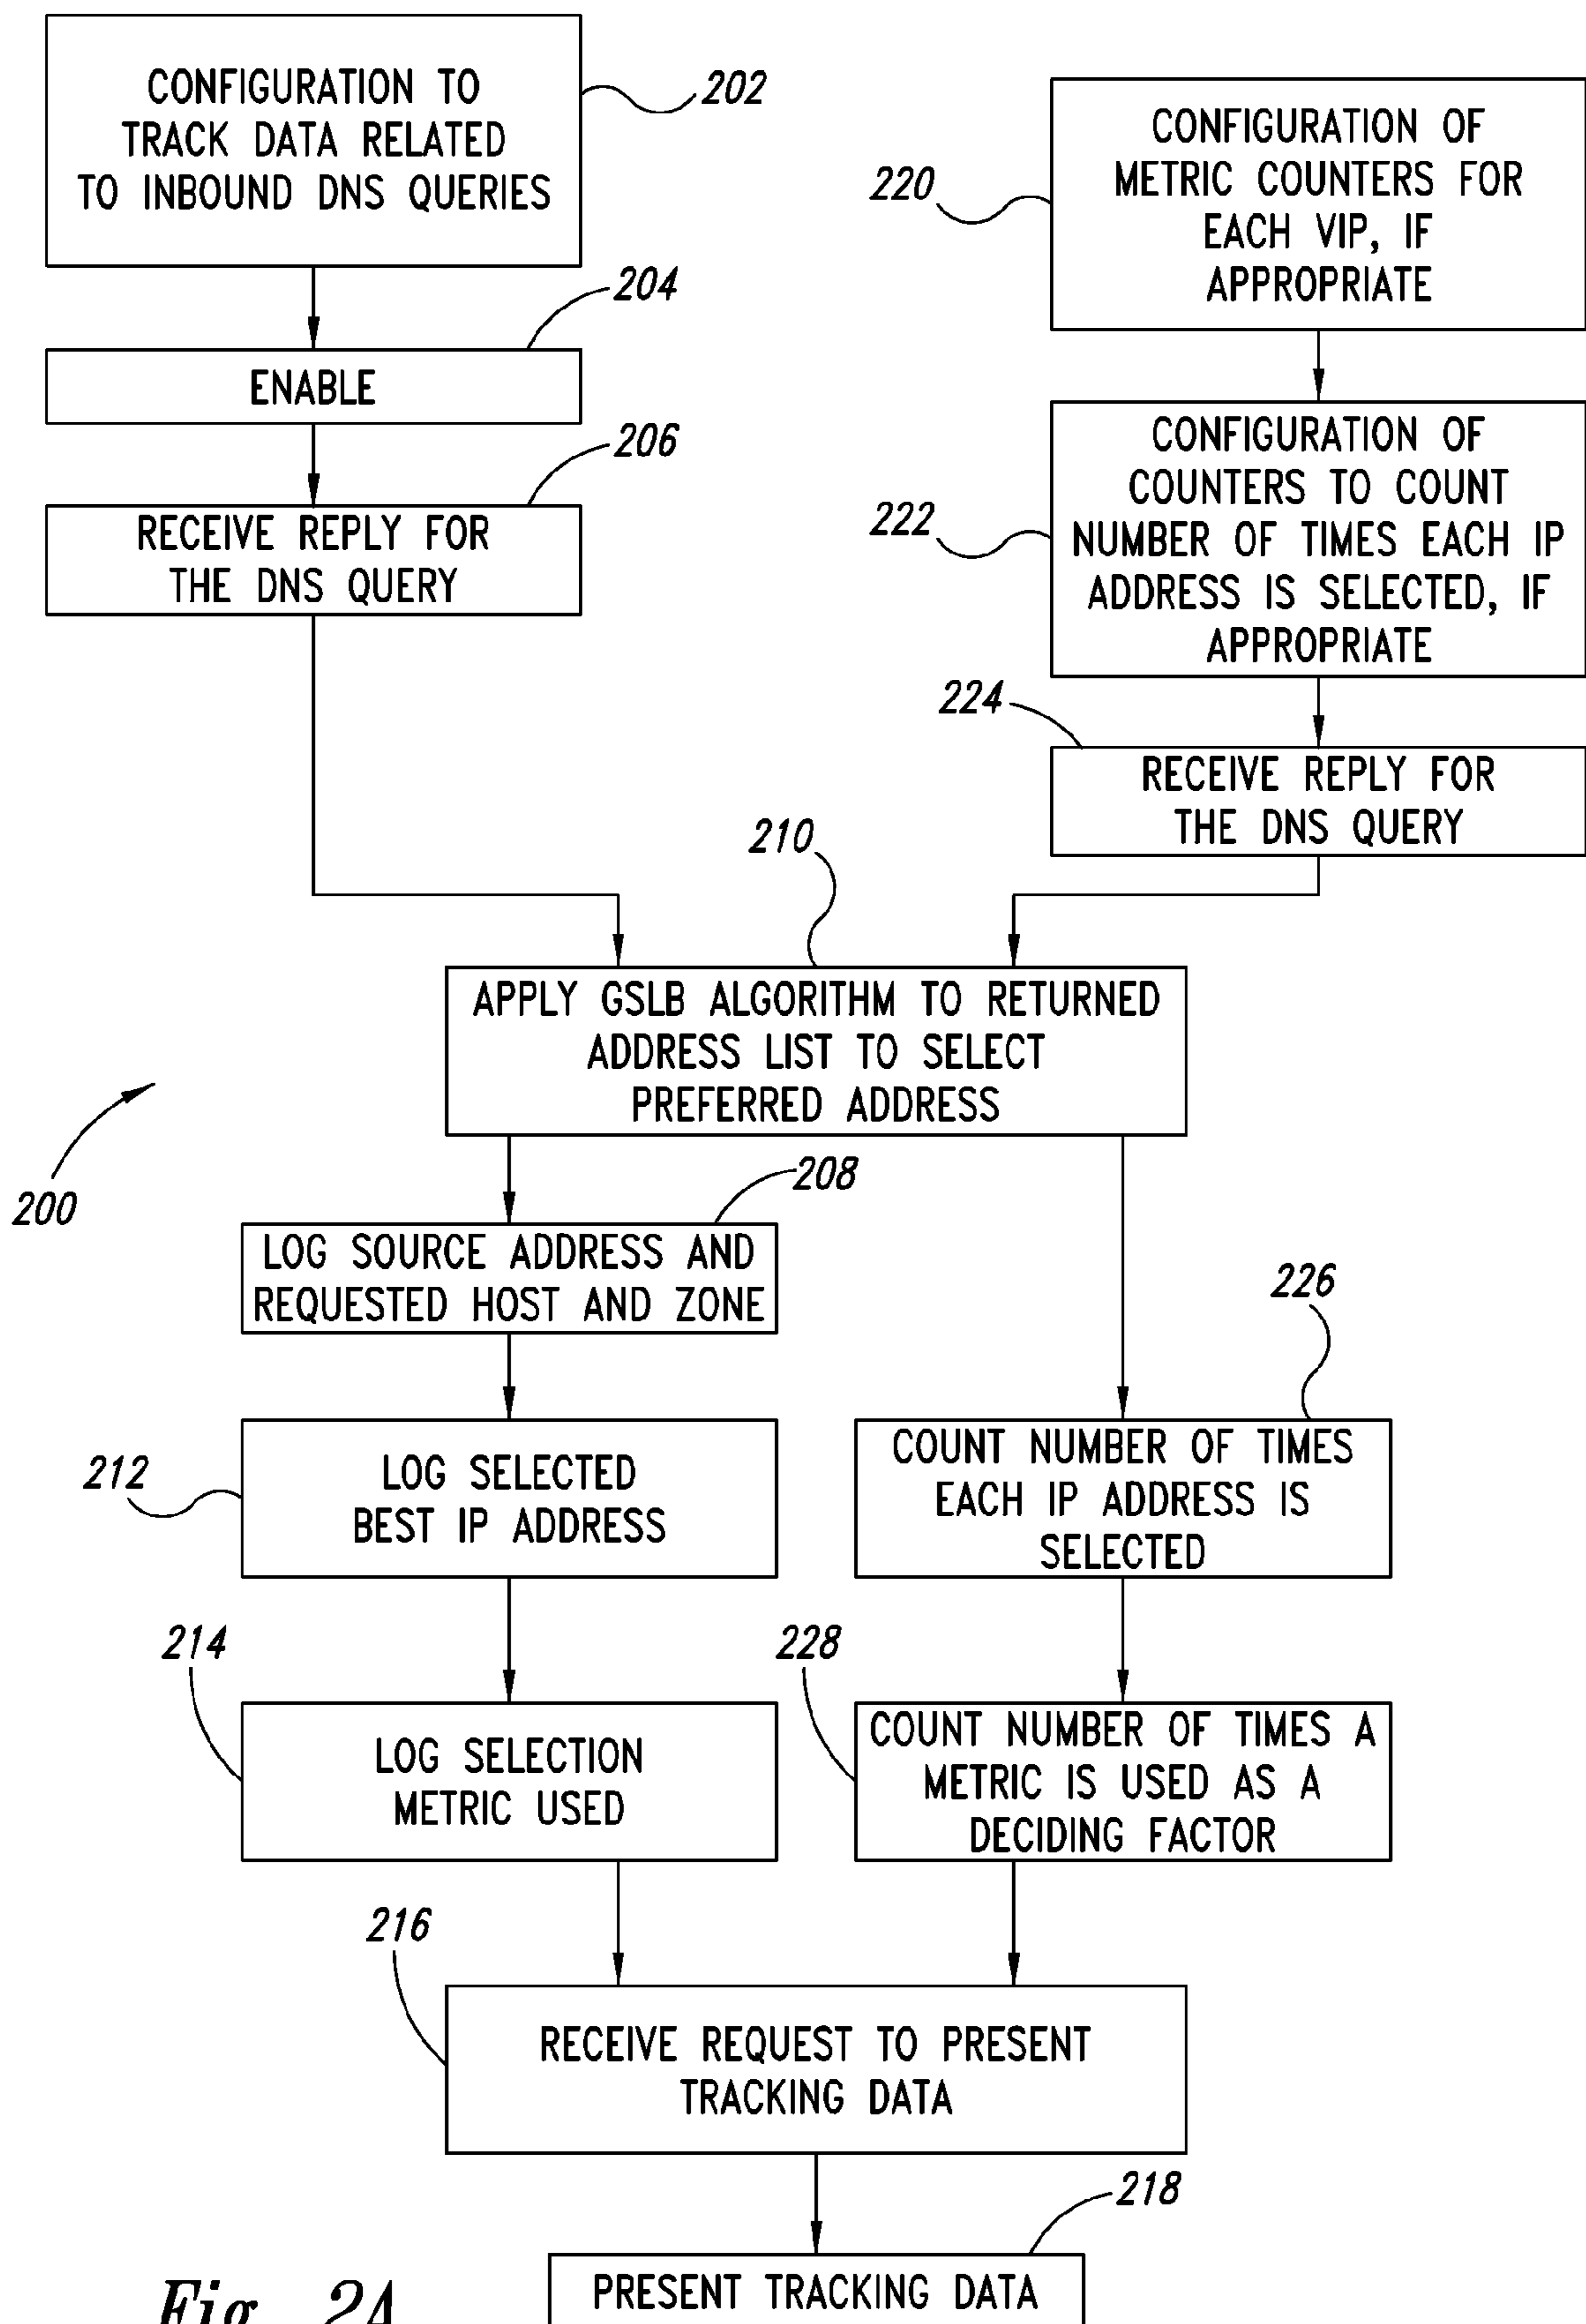 CONFIGURATION TO
TRACK DATA RELATED
TO INBOUND DNS QUERIES
202
204
ENABLE
206
RECEIVE REPLY FOR
THE DNS QUERY
CONFIGURATION OF
METRIC COUNTERS FOR
EACH VIP, IF
APPROPRIATE
220
CONFIGURATION OF
COUNTERS TO COUNT
NUMBER OF TIMES EACH IP
ADDRESS IS SELECTED, IF
APPROPRIATE
222
224
RECEIVE REPLY FOR
THE DNS QUERY
210
APPLY GSLB ALGORITHM TO RETURNED
ADDRESS LIST TO SELECT
PREFERRED ADDRESS
200
208
LOG SOURCE ADDRESS AND
REQUESTED HOST AND ZONE
212
LOG SELECTED
BEST IP ADDRESS
214
LOG SELECTION
METRIC USED
226
COUNT NUMBER OF TIMES
EACH IP ADDRESS IS
SELECTED
228
COUNT NUMBER OF TIMES A
METRIC IS USED AS A
DECIDING FACTOR
216
RECEIVE REQUEST TO PRESENT
TRACKING DATA
218
PRESENT TRACKING DATA
Fig. 2A